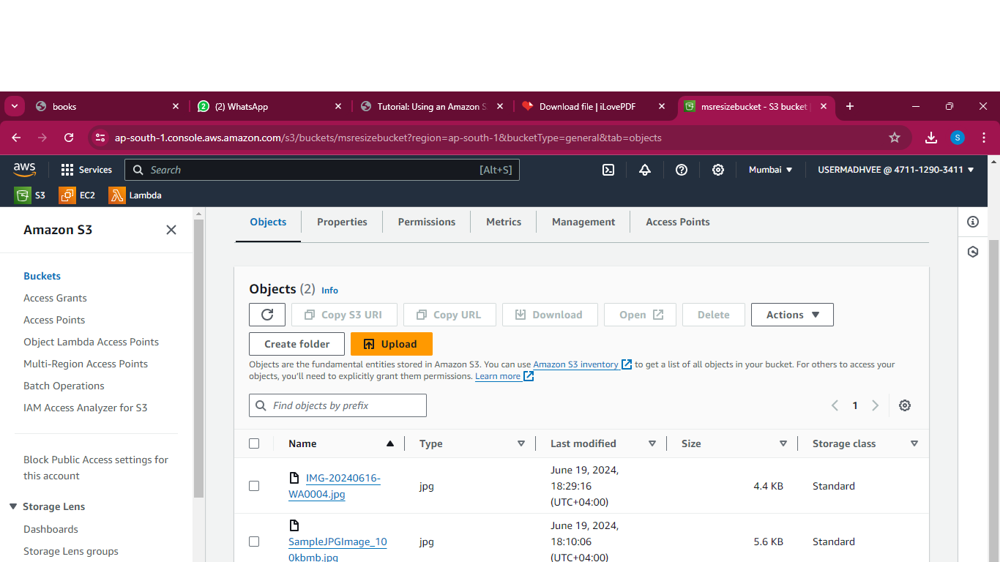 books
(2) WhatsApp
Tutorial: Using an Amazon S
Download file | iLovePDF
msresizebucket - S3 bucket |
ap-south-1.console.aws.amazon.com/s3/buckets/msresizebucket?region=ap-south-1&bucketType=general&tab=objects
S
aws
Services
Search
[Alt+S]
Mumbai
USERMADHVEE @ 4711-1290-3411
S3
EC2
Lambda
Amazon S3
Buckets
Access Grants
Access Points
Object Lambda Access Points
Multi-Region Access Points
Batch Operations
IAM Access Analyzer for S3
Block Public Access settings for
this account
Storage Lens
Dashboards
Storage Lens groups
Objects
Properties
Permissions
Metrics
Management
Access Points
Objects (2) Info
Copy S3 URI
Copy URL
Download
Open
Delete
Actions
Create folder
Upload
Objects are the fundamental entities stored in Amazon S3. You can use Amazon S3 inventory to get a list of all objects in your bucket. For others to access your
objects, you'll need to explicitly grant them permissions. Learn more
Find objects by prefix
1
Name
Type
Last modified
Size
Storage class
IMG-20240616-
WA0004.jpg
jpg
June 19, 2024,
18:29:16
(UTC+04:00)
4.4 KB
Standard
SampleJPGImage_10
0kbmb.jpg
jpg
June 19, 2024,
18:10:06
(UTC+04:00)
5.6 KB
Standard